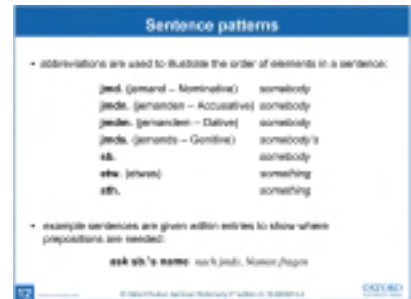 Sentence patterns
• abbreviations are used to illustrate the order of elements in a sentence:
jmd. (jemand – Nominative) somebody
jmdn. (jemanden – Accusative) somebody
jmdm. (jemandem – Dative) somebody
jmds. (jemands – Genitive) somebody's
sb. somebody
etw. (etwas) something
sth. something
• example sentences are given within entries to show where
prepositions are needed:
ask sb.'s name nach jmds. Namen fragen
12
OXFORD